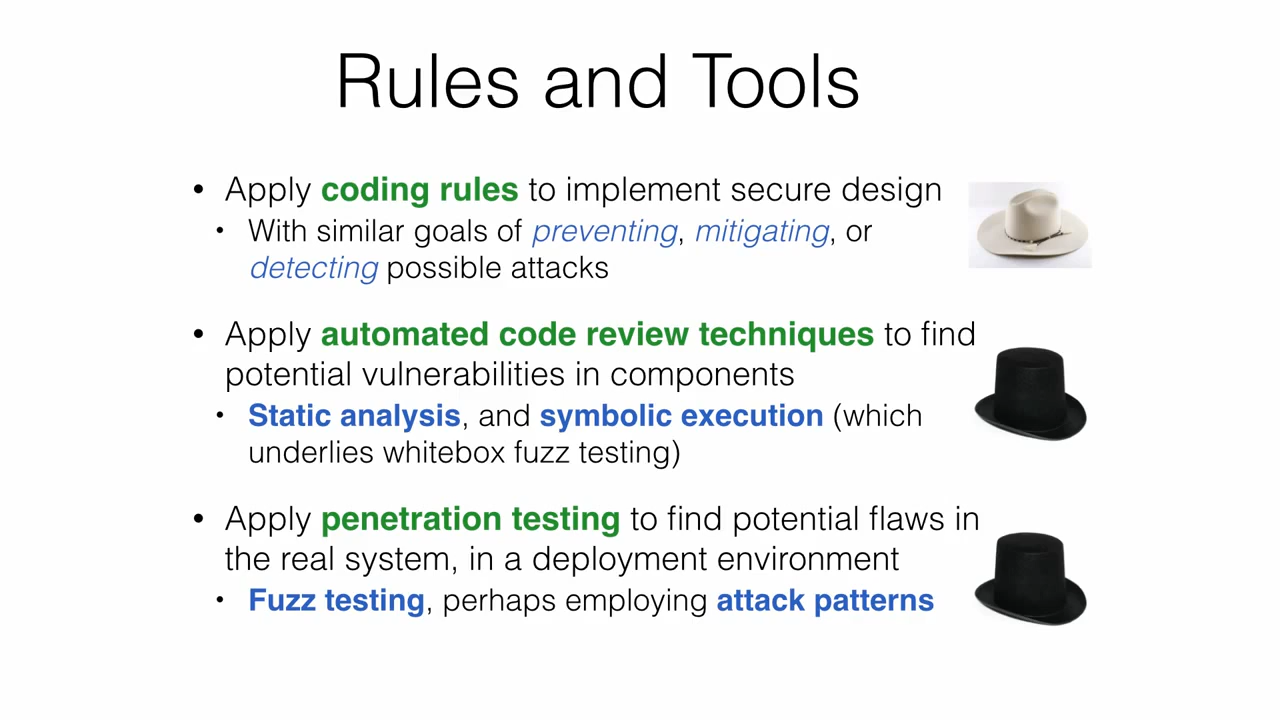 Rules and Tools
• Apply coding rules to implement secure design
• With similar goals of preventing, mitigating, or
detecting possible attacks
• Apply automated code review techniques to find
potential vulnerabilities in components
• Static analysis, and symbolic execution (which
underlies whitebox fuzz testing)
• Apply penetration testing to find potential flaws in
the real system, in a deployment environment
• Fuzz testing, perhaps employing attack patterns